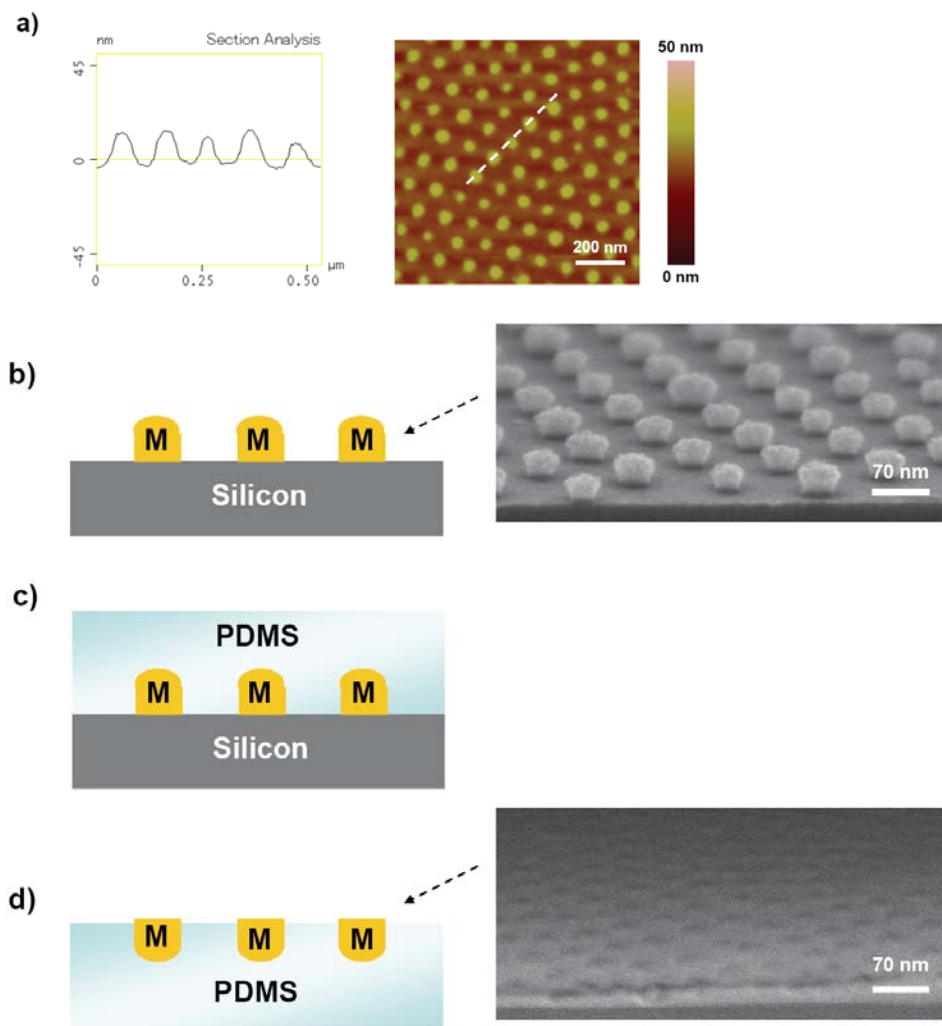 a)
nm
Section Analysis
50 nm
45
0
-45
µm
0
0.25
0.50
200 nm
0 nm
b)
M
M
M
Silicon
70 nm
c)
PDMS
M
M
M
Silicon
d)
M
M
M
PDMS
70 nm